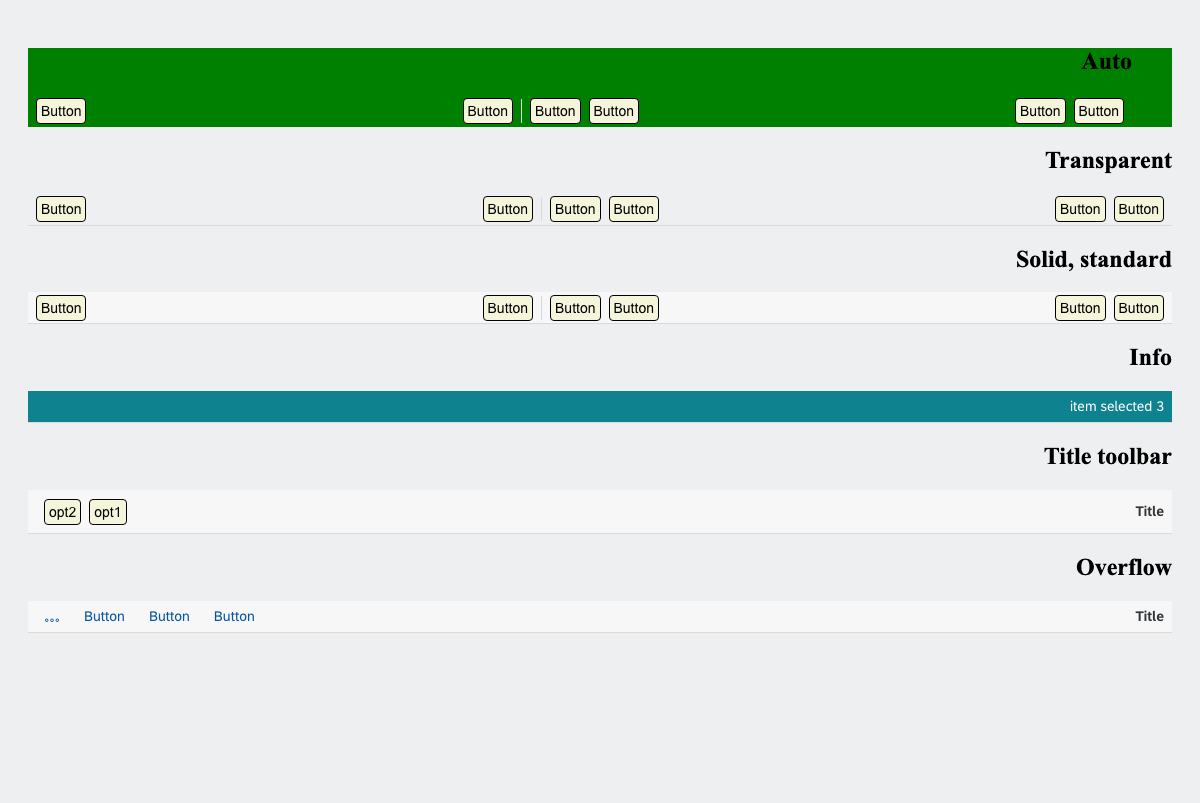 Auto
Button Button Button Button Button Button
Transparent
Button Button Button Button Button Button
Solid, standard
Button Button Button Button Button Button
Info
item selected 3
Title toolbar
opt2 opt1 Title
Overflow
Button Button Button Title